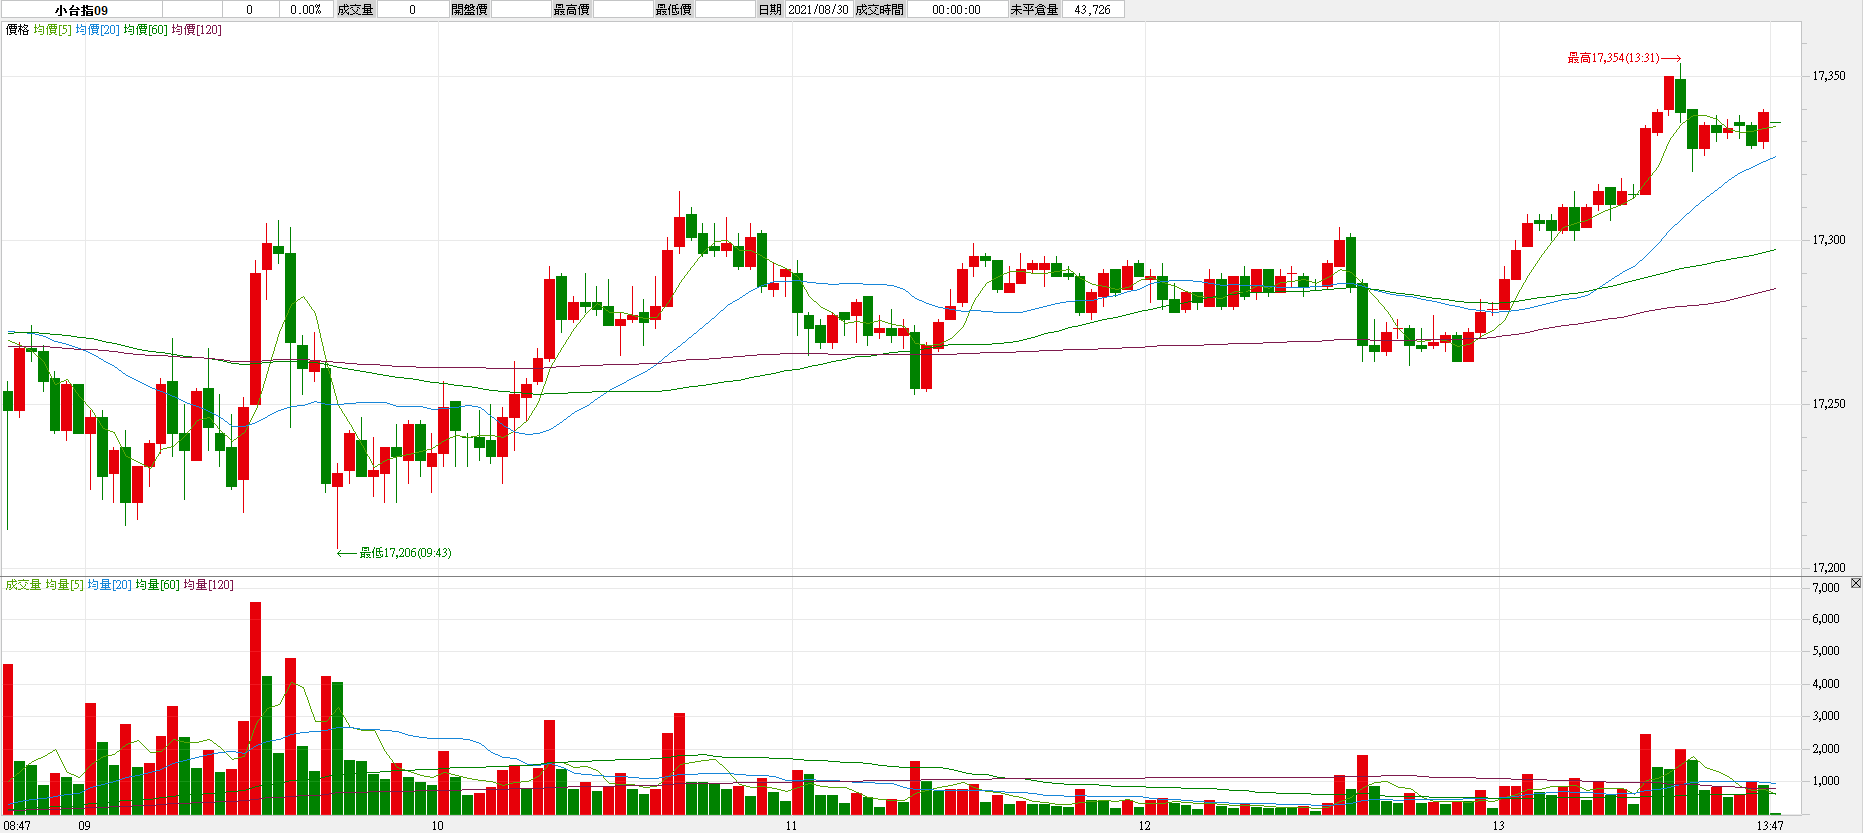 小台指09 0 0.00% 成交量 0 開盤價 最高價 最低價 日期 2021/08/30 成交時間 00:00:00 未平倉量 43,726
價格 均價[5] 均價[20] 均價[60] 均價[120]
最高17,354(13:31)
17,350
17,300
17,250
最低17,206(09:43)
17,200
成交量 均量[5] 均量[20] 均量[60] 均量[120]
7,000
6,000
5,000
4,000
3,000
2,000
1,000
08:47 09 10 11 12 13 13:47